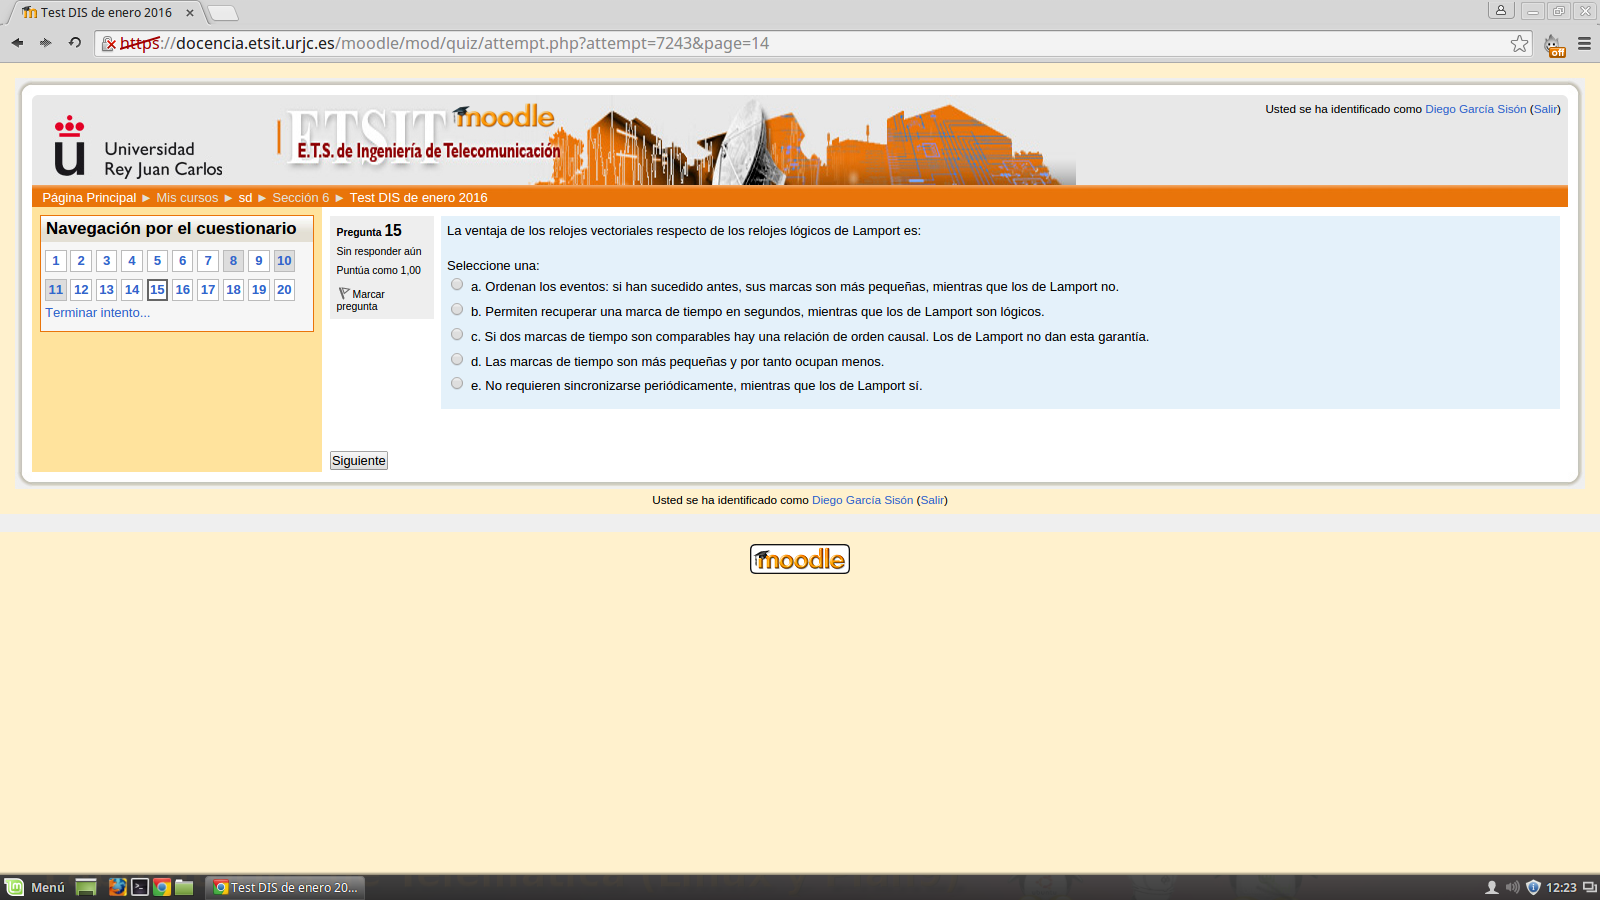 Test DIS de enero 2016
https://docencia.etsit.urjc.es/moodle/mod/quiz/attempt.php?attempt=7243&page=14
off
Universidad
Rey Juan Carlos
ETSIT moodle
E.T.S. de Ingeniería de Telecomunicación
Usted se ha identificado como Diego García Sisón (Salir)
Página Principal ► Mis cursos ► sd ► Sección 6 ► Test DIS de enero 2016
Navegación por el cuestionario
1 2 3 4 5 6 7 8 9 10
11 12 13 14 15 16 17 18 19 20
Terminar intento...
Pregunta 15
Sin responder aún
Puntúa como 1,00
Marcar
pregunta
La ventaja de los relojes vectoriales respecto de los relojes lógicos de Lamport es:
Seleccione una:
a. Ordenan los eventos: si han sucedido antes, sus marcas son más pequeñas, mientras que los de Lamport no.
b. Permiten recuperar una marca de tiempo en segundos, mientras que los de Lamport son lógicos.
c. Si dos marcas de tiempo son comparables hay una relación de orden causal. Los de Lamport no dan esta garantía.
d. Las marcas de tiempo son más pequeñas y por tanto ocupan menos.
e. No requieren sincronizarse periódicamente, mientras que los de Lamport sí.
Siguiente
Usted se ha identificado como Diego García Sisón (Salir)
moodle
Menú
Test DIS de enero 20...
12:23